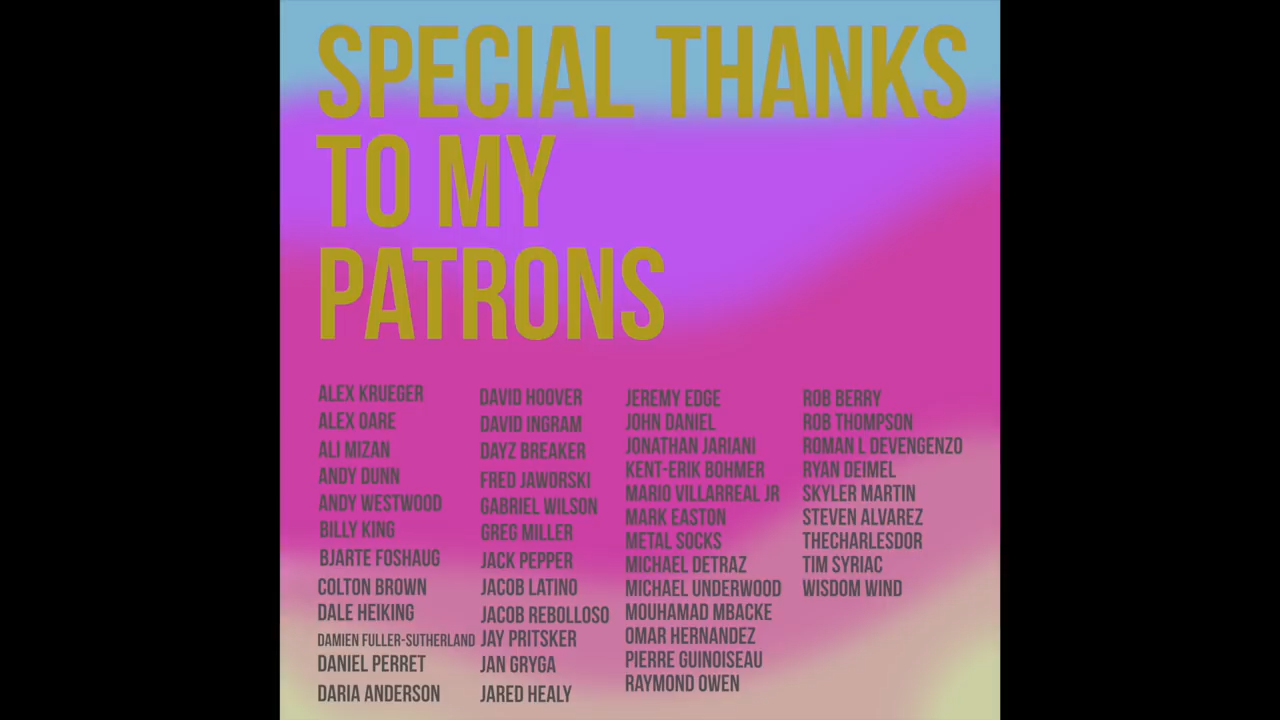 SPECIAL THANKS
TO MY
PATRONS
ALEX KRUEGER
ALEX OARE
ALI MIZAN
ANDY DUNN
ANDY WESTWOOD
BILLY KING
BJARTE FOSHAUG
COLTON BROWN
DALE HEIKING
DAMIEN FULLER-SUTHERLAND
DANIEL PERRET
DARIA ANDERSON
DAVID HOOVER
DAVID INGRAM
DAYZ BREAKER
FRED JAWORSKI
GABRIEL WILSON
GREG MILLER
JACK PEPPER
JACOB LATINO
JACOB REBOLLOSO
JAY PRITSKER
JAN GRYGA
JARED HEALY
JEREMY EDGE
JOHN DANIEL
JONATHAN JARIANI
KENT-ERIK BOHMER
MARIO VILLARREAL JR
MARK EASTON
METAL SOCKS
MICHAEL DETRAZ
MICHAEL UNDERWOOD
MOUHAMAD MBACKE
OMAR HERNANDEZ
PIERRE GUINOISEAU
RAYMOND OWEN
ROB BERRY
ROB THOMPSON
ROMAN L DEVENGENZO
RYAN DEIMEL
SKYLER MARTIN
STEVEN ALVAREZ
THECHARLESDOR
TIM SYRIAC
WISDOM WIND